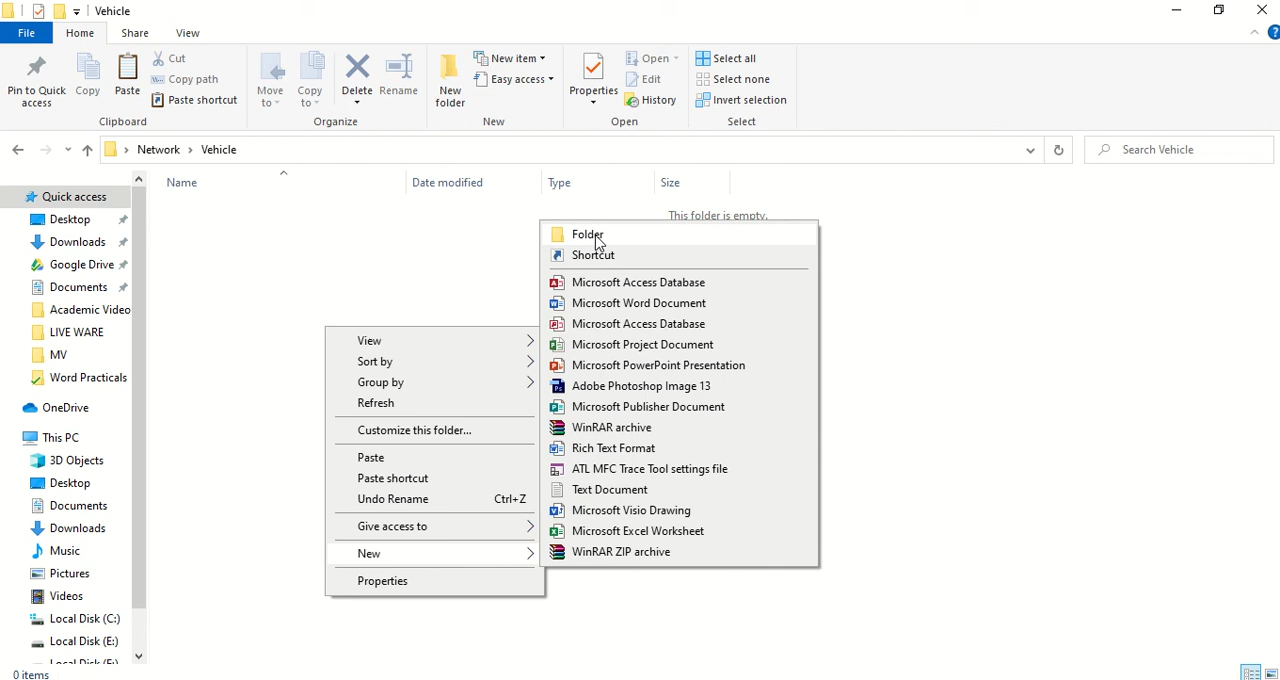 Vehicle
File Home Share View
Pin to Quick access
Copy
Paste
Cut
Copy path
Paste shortcut
Clipboard
Move to
Copy to
Delete
Rename
Organize
New folder
New item
Easy access
New
Properties
Open
Edit
History
Open
Select all
Select none
Invert selection
Select
Network > Vehicle
Search Vehicle
Name Date modified Type Size
This folder is empty.
Quick access
Desktop
Downloads
Google Drive
Documents
Academic Video
LIVE WARE
MV
Word Practicals
OneDrive
This PC
3D Objects
Desktop
Documents
Downloads
Music
Pictures
Videos
Local Disk (C:)
Local Disk (E:)
Local Disk (F:)
View
Sort by
Group by
Refresh
Customize this folder...
Paste
Paste shortcut
Undo Rename Ctrl+Z
Give access to
New
Properties
Folder
Shortcut
Microsoft Access Database
Microsoft Word Document
Microsoft Access Database
Microsoft Project Document
Microsoft PowerPoint Presentation
Adobe Photoshop Image 13
Microsoft Publisher Document
WinRAR archive
Rich Text Format
ATL MFC Trace Tool settings file
Text Document
Microsoft Visio Drawing
Microsoft Excel Worksheet
WinRAR ZIP archive
0 items